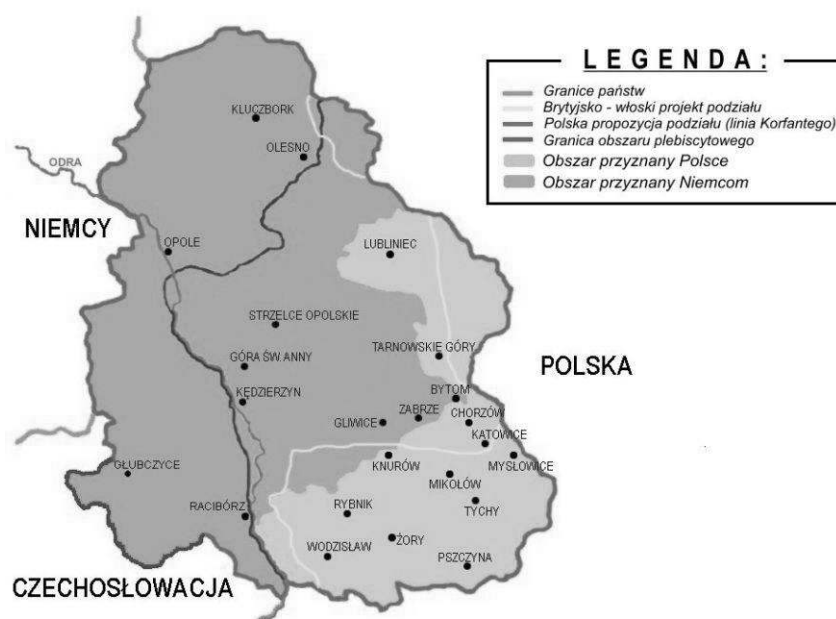 LEGENDA:
Granice państw
Brytyjsko - włoski projekt podziału
Polska propozycja podziału (linia Korfantego)
Granica obszaru plebiscytowego
Obszar przyznany Polsce
Obszar przyznany Niemcom
KLUCZBORK
OLESNO
ODRA
NIEMCY
OPOLE
LUBLINIEC
STRZELCE OPOLSKIE
TARNOWSKIE GÓRY
GÓRA ŚW. ANNY
POLSKA
KĘDZIERZYN
BYTOM
ZABRZE
CHORZÓW
GLIWICE
KATOWICE
KNURÓW
MYSŁOWICE
GŁUBCZYCE
MIKOŁÓW
RACIBÓRZ
RYBNIK
TYCHY
WODZISŁAW
ŻORY
PSZCZYNA
CZECHOSŁOWACJA